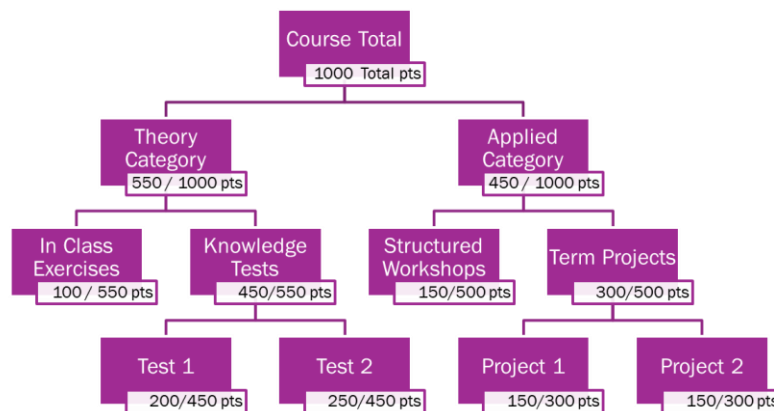 Course Total
1000 Total pts
Theory
Category
550 / 1000 pts
Applied
Category
450 / 1000 pts
In Class
Exercises
100 / 550 pts
Knowledge
Tests
450/550 pts
Structured
Workshops
150/500 pts
Term Projects
300/500 pts
Test 1
200/450 pts
Test 2
250/450 pts
Project 1
150/300 pts
Project 2
150/300 pts